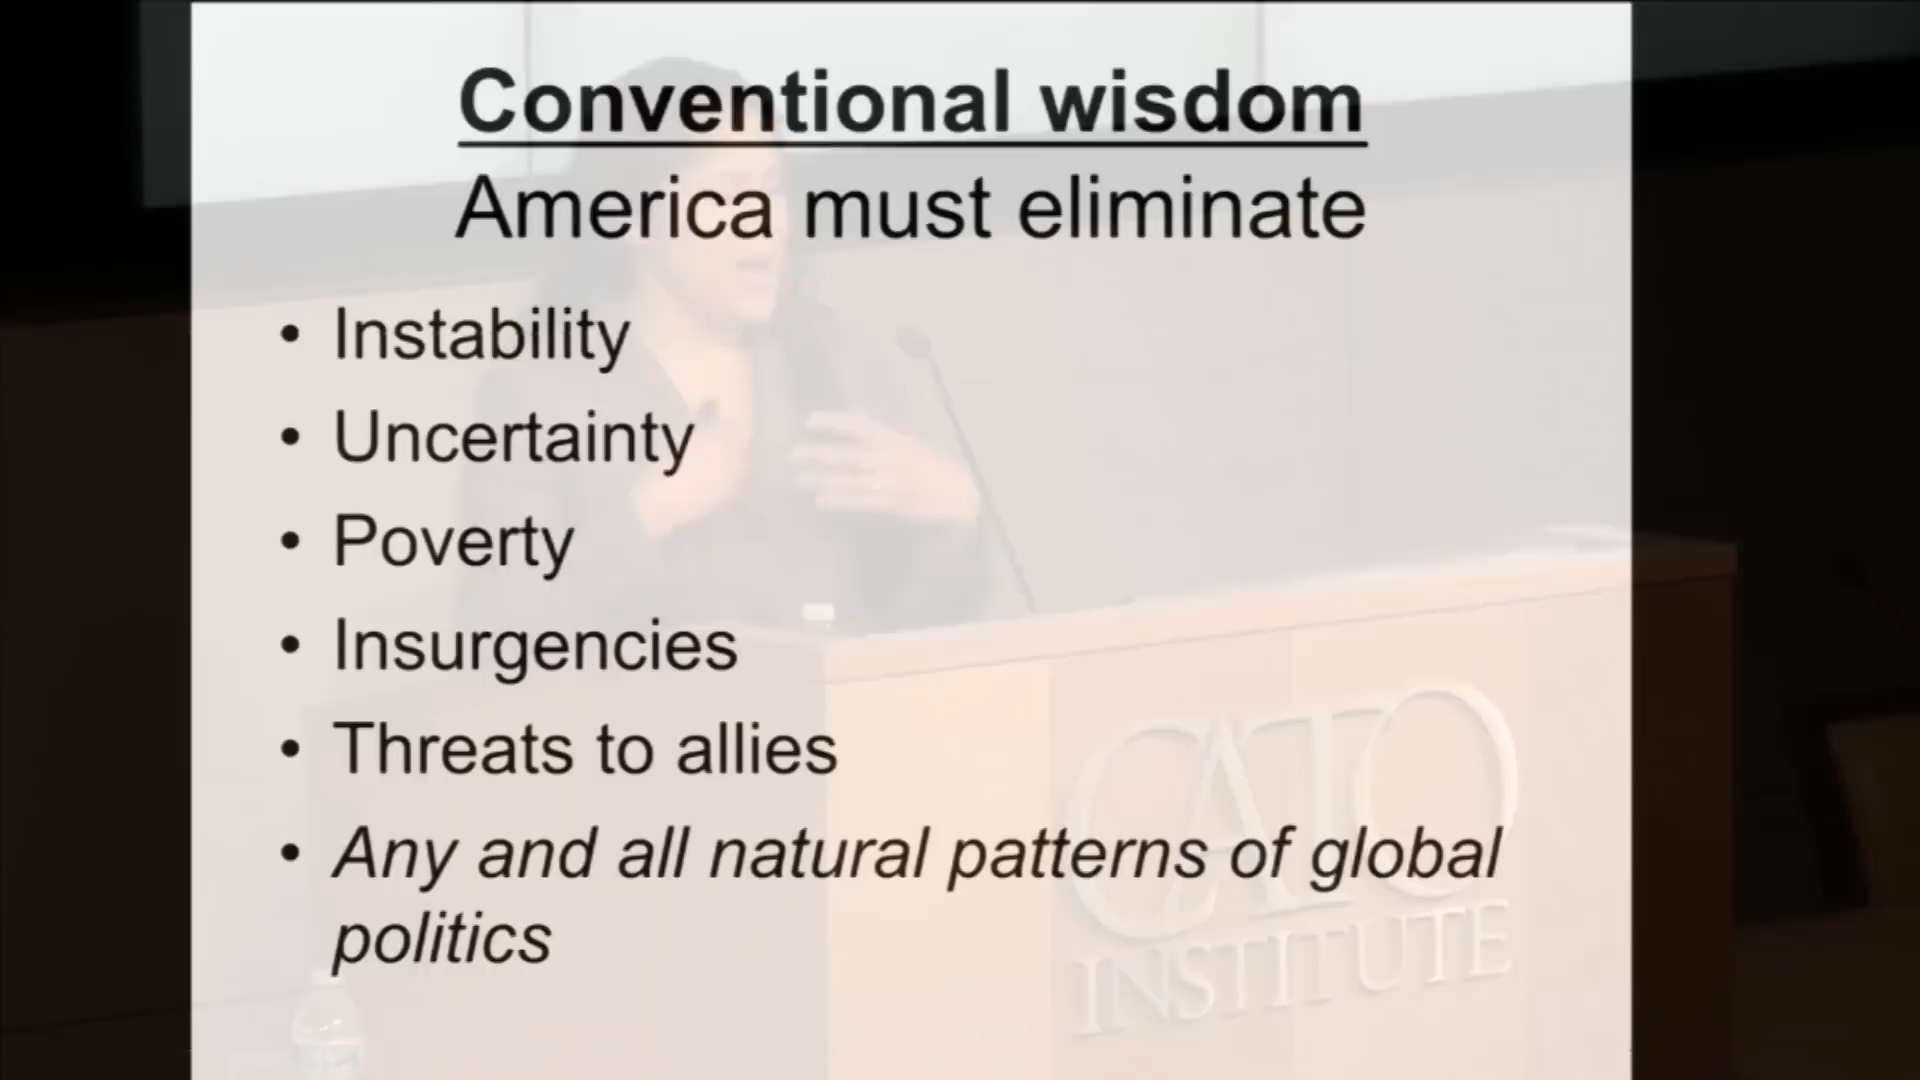 Conventional wisdom
America must eliminate
• Instability
• Uncertainty
• Poverty
• Insurgencies
• Threats to allies
• Any and all natural patterns of global
politics
CATO
INSTITUTE